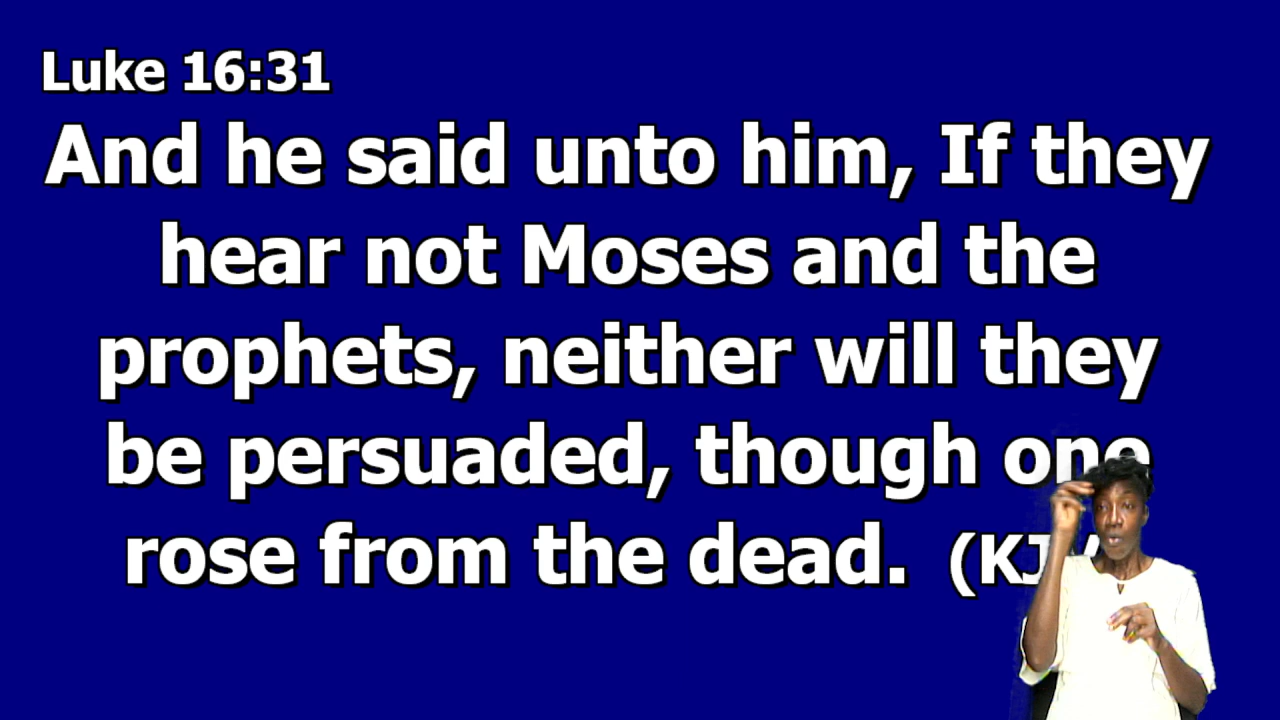 Luke 16:31
And he said unto him, If they
hear not Moses and the
prophets, neither will they
be persuaded, though one
rose from the dead.